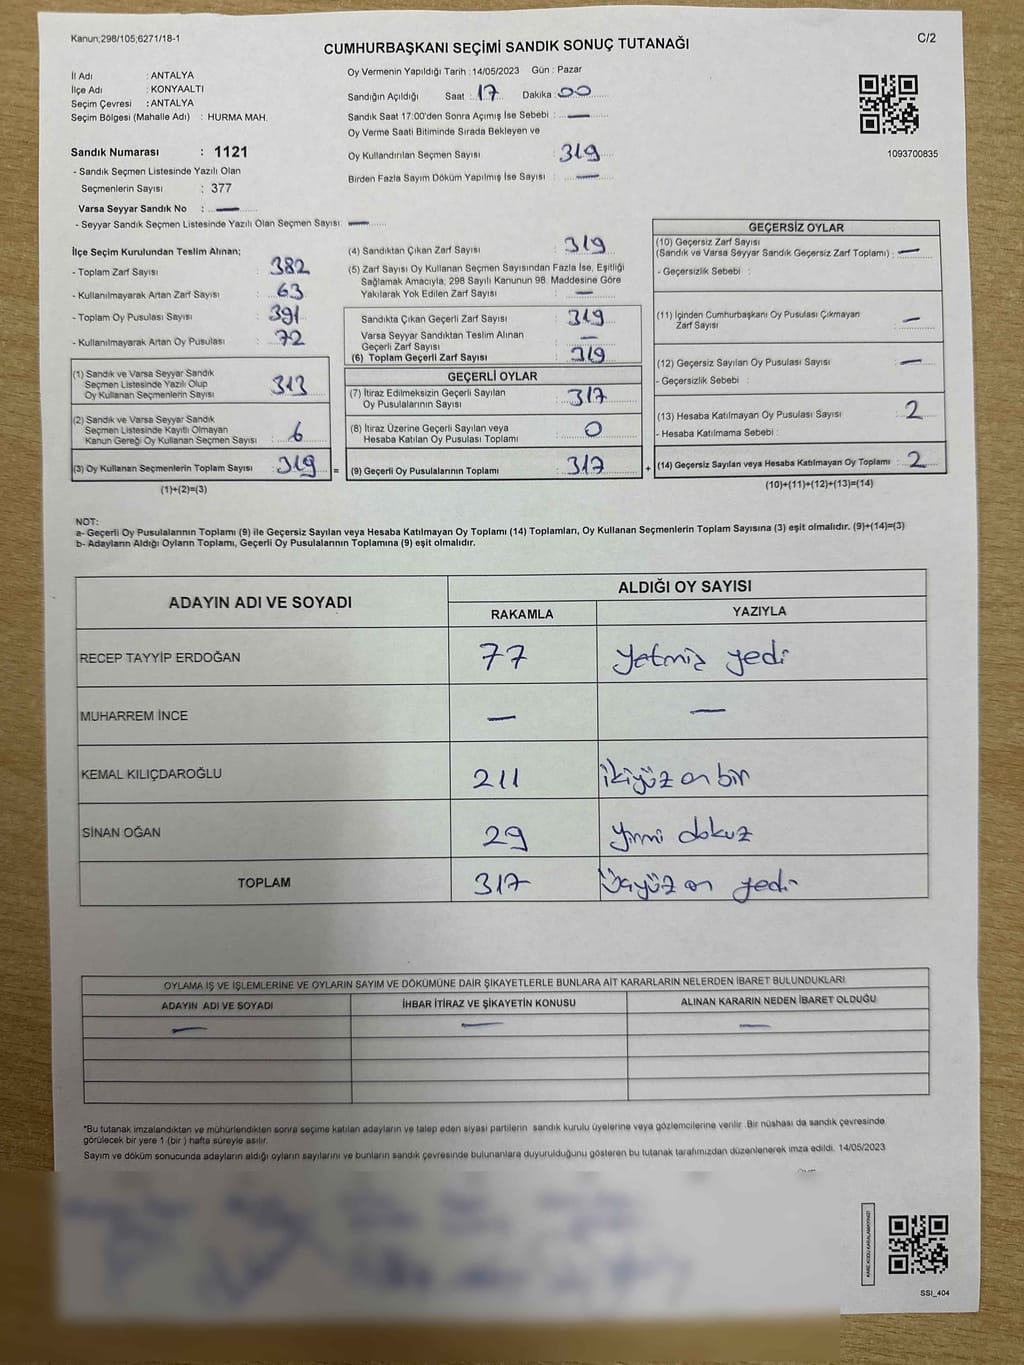 Kanun;298/105;6271/18-1
C/2
CUMHURBAŞKANI SEÇİMİ SANDIK SONUÇ TUTANAĞI
İl Adı : ANTALYA
İlçe Adı : KONYAALTI
Seçim Çevresi : ANTALYA
Seçim Bölgesi (Mahalle Adı) : HURMA MAH.
Sandık Numarası : 1121
- Sandık Seçmen Listesinde Yazılı Olan
Seçmenlerin Sayısı : 377
Varsa Seyyar Sandık No : —
- Seyyar Sandık Seçmen Listesinde Yazılı Olan Seçmen Sayısı: —
Oy Vermenin Yapıldığı Tarih : 14/05/2023 Gün : Pazar
Sandığın Açıldığı Saat : 17 Dakika : 00
Sandık Saat 17:00'den Sonra Açımış İse Sebebi : —
Oy Verme Saati Bitiminde Sırada Bekleyen ve
Oy Kullandırılan Seçmen Sayısı : 319
Birden Fazla Sayım Döküm Yapılmış İse Sayısı : —
1093700835
İlçe Seçim Kurulundan Teslim Alınan;
- Toplam Zarf Sayısı : 382
- Kullanılmayarak Artan Zarf Sayısı : 63
- Toplam Oy Pusulası Sayısı : 391
- Kullanılmayarak Artan Oy Pusulası : 72
(1) Sandık ve Varsa Seyyar Sandık
Seçmen Listesinde Yazılı Olup
Oy Kullanan Seçmenlerin Sayısı : 313
(2) Sandık ve Varsa Seyyar Sandık
Seçmen Listesinde Kayıtlı Olmayan
Kanun Gereği Oy Kullanan Seçmen Sayısı : 6
(3) Oy Kullanan Seçmenlerin Toplam Sayısı : 319
(1)+(2)=(3)
(4) Sandıktan Çıkan Zarf Sayısı : 319
(5) Zarf Sayısı Oy Kullanan Seçmen Sayısından Fazla İse, Eşitliği
Sağlamak Amacıyla; 298 Sayılı Kanunun 98. Maddesine Göre
Yakılarak Yok Edilen Zarf Sayısı : —
Sandıkta Çıkan Geçerli Zarf Sayısı : 319
Varsa Seyyar Sandıktan Teslim Alınan
Geçerli Zarf Sayısı : —
(6) Toplam Geçerli Zarf Sayısı : 319
GEÇERLİ OYLAR
(7) İtiraz Edilmeksizin Geçerli Sayılan
Oy Pusulalarının Sayısı : 317
(8) İtiraz Üzerine Geçerli Sayılan veya
Hesaba Katılan Oy Pusulası Toplamı : 0
= (9) Geçerli Oy Pusulalarının Toplamı : 317
GEÇERSİZ OYLAR
(10) Geçersiz Zarf Sayısı
(Sandık ve Varsa Seyyar Sandık Geçersiz Zarf Toplamı) : —
- Geçersizlik Sebebi :
(11) İçinden Cumhurbaşkanı Oy Pusulası Çıkmayan
Zarf Sayısı : —
(12) Geçersiz Sayılan Oy Pusulası Sayısı : —
- Geçersizlik Sebebi :
(13) Hesaba Katılmayan Oy Pusulası Sayısı : 2
- Hesaba Katılmama Sebebi :
+ (14) Geçersiz Sayılan veya Hesaba Katılmayan Oy Toplamı : 2
(10)+(11)+(12)+(13)=(14)
NOT:
a- Geçerli Oy Pusulalarının Toplamı (9) ile Geçersiz Sayılan veya Hesaba Katılmayan Oy Toplamı (14) Toplamları, Oy Kullanan Seçmenlerin Toplam Sayısına (3) eşit olmalıdır. (9)+(14)=(3)
b- Adayların Aldığı Oyların Toplamı, Geçerli Oy Pusulalarının Toplamına (9) eşit olmalıdır.
ADAYIN ADI VE SOYADI ALDIĞI OY SAYISI
RAKAMLA YAZIYLA
RECEP TAYYİP ERDOĞAN 77 yetmiş yedi
MUHARREM İNCE — —
KEMAL KILIÇDAROĞLU 211 ikiyüz on bir
SİNAN OĞAN 29 yirmi dokuz
TOPLAM 317 Üçyüz on yedi
OYLAMA İŞ VE İŞLEMLERİNE VE OYLARIN SAYIM VE DÖKÜMÜNE DAİR ŞİKAYETLERLE BUNLARA AİT KARARLARIN NELERDEN İBARET BULUNDUKLARI
ADAYIN ADI VE SOYADI İHBAR İTİRAZ VE ŞİKAYETİN KONUSU ALINAN KARARIN NEDEN İBARET OLDUĞU
— — —
*Bu tutanak imzalandıktan ve mühürlendikten sonra seçime katılan adayların ve talep eden siyasi partilerin sandık kurulu üyelerine veya gözlemcilerine verilir. Bir nüshası da sandık çevresinde
görülecek bir yere 1 (bir) hafta süreyle asılır.
Sayım ve döküm sonucunda adayların aldığı oyların sayılarını ve bunların sandık çevresinde bulunanlara duyurulduğunu gösteren bu tutanak tarafımızdan düzenlenerek imza edildi. 14/05/2023
KARE KODU KARALAMAYINIZ!
SSI_404